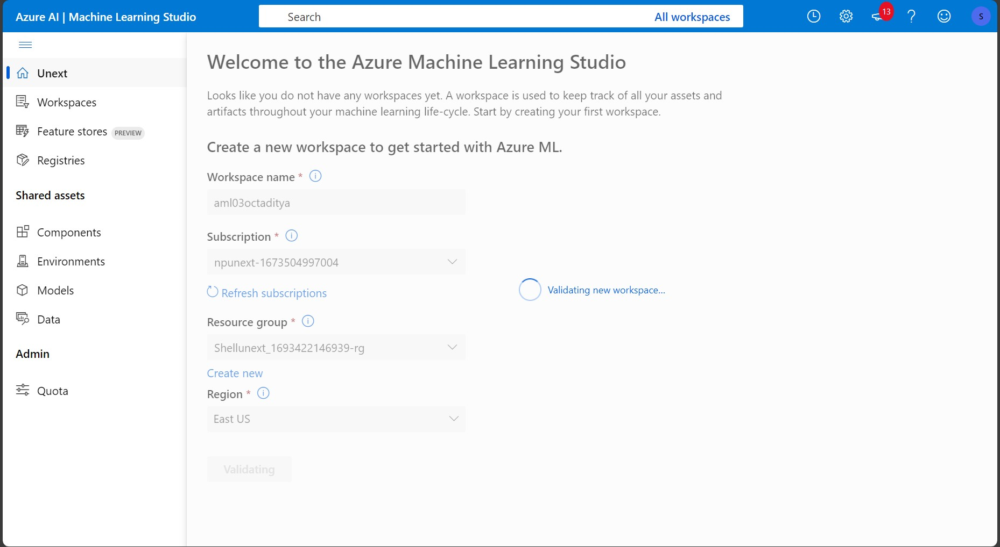 Azure AI | Machine Learning Studio
Search
All workspaces
13
S
Unext
Workspaces
Feature stores PREVIEW
Registries
Shared assets
Components
Environments
Models
Data
Admin
Quota
Welcome to the Azure Machine Learning Studio
Looks like you do not have any workspaces yet. A workspace is used to keep track of all your assets and
artifacts throughout your machine learning life-cycle. Start by creating your first workspace.
Create a new workspace to get started with Azure ML.
Workspace name *
aml03octaditya
Subscription *
npunext-1673504997004
Refresh subscriptions
Resource group *
Shellunext_1693422146939-rg
Create new
Region *
East US
Validating
Validating new workspace...